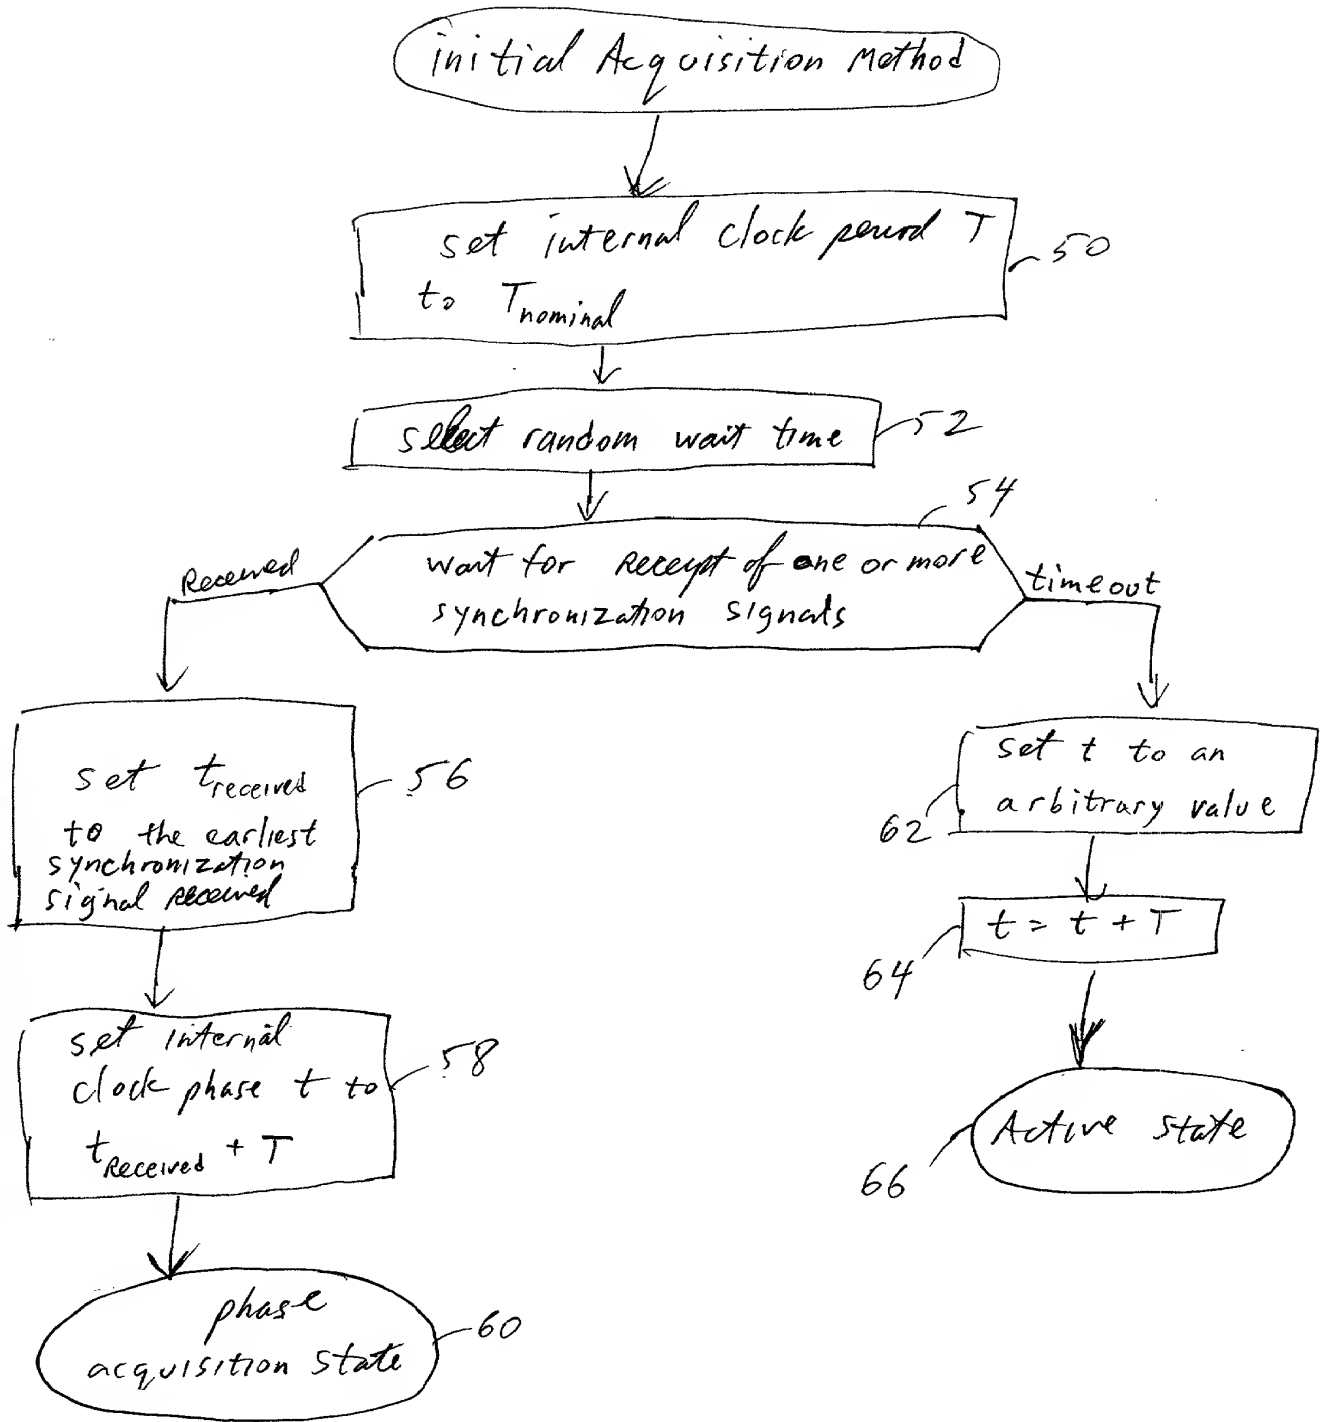 initial Acquisition Method
set internal clock period T
to Tnominal
50
select random wait time
52
54
wait for Receipt of one or more
synchronization signals
Received
timeout
set treceived
to the earliest
synchronization
signal received
56
set internal
clock phase t to
tReceived + T
58
phase
acquisition state
60
set t to an
arbitrary value
62
t = t + T
64
Active state
66